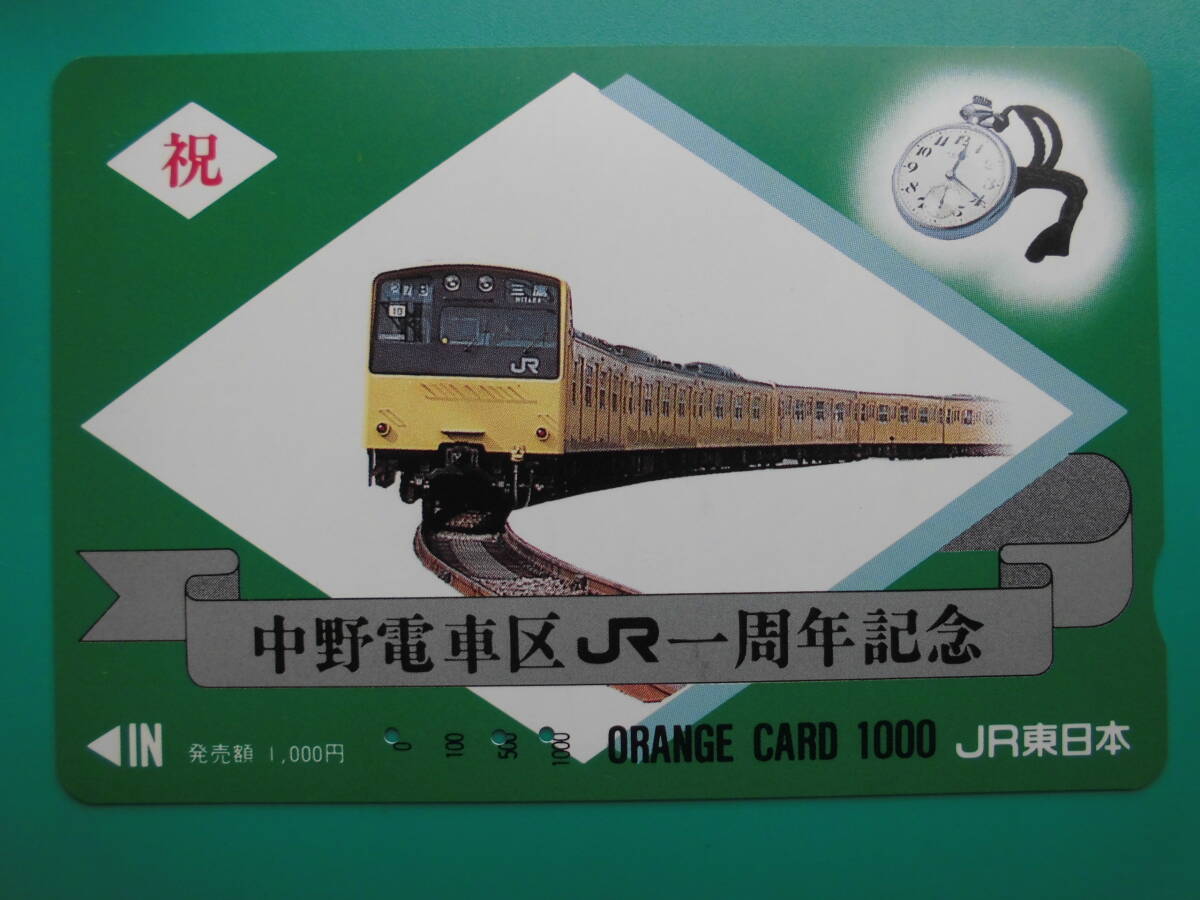 祝
三鷹
MITAKA
JR
中野電車区JR一周年記念
IN
発売額 1,000円
0 100 500 1000
ORANGE CARD 1000
JR東日本